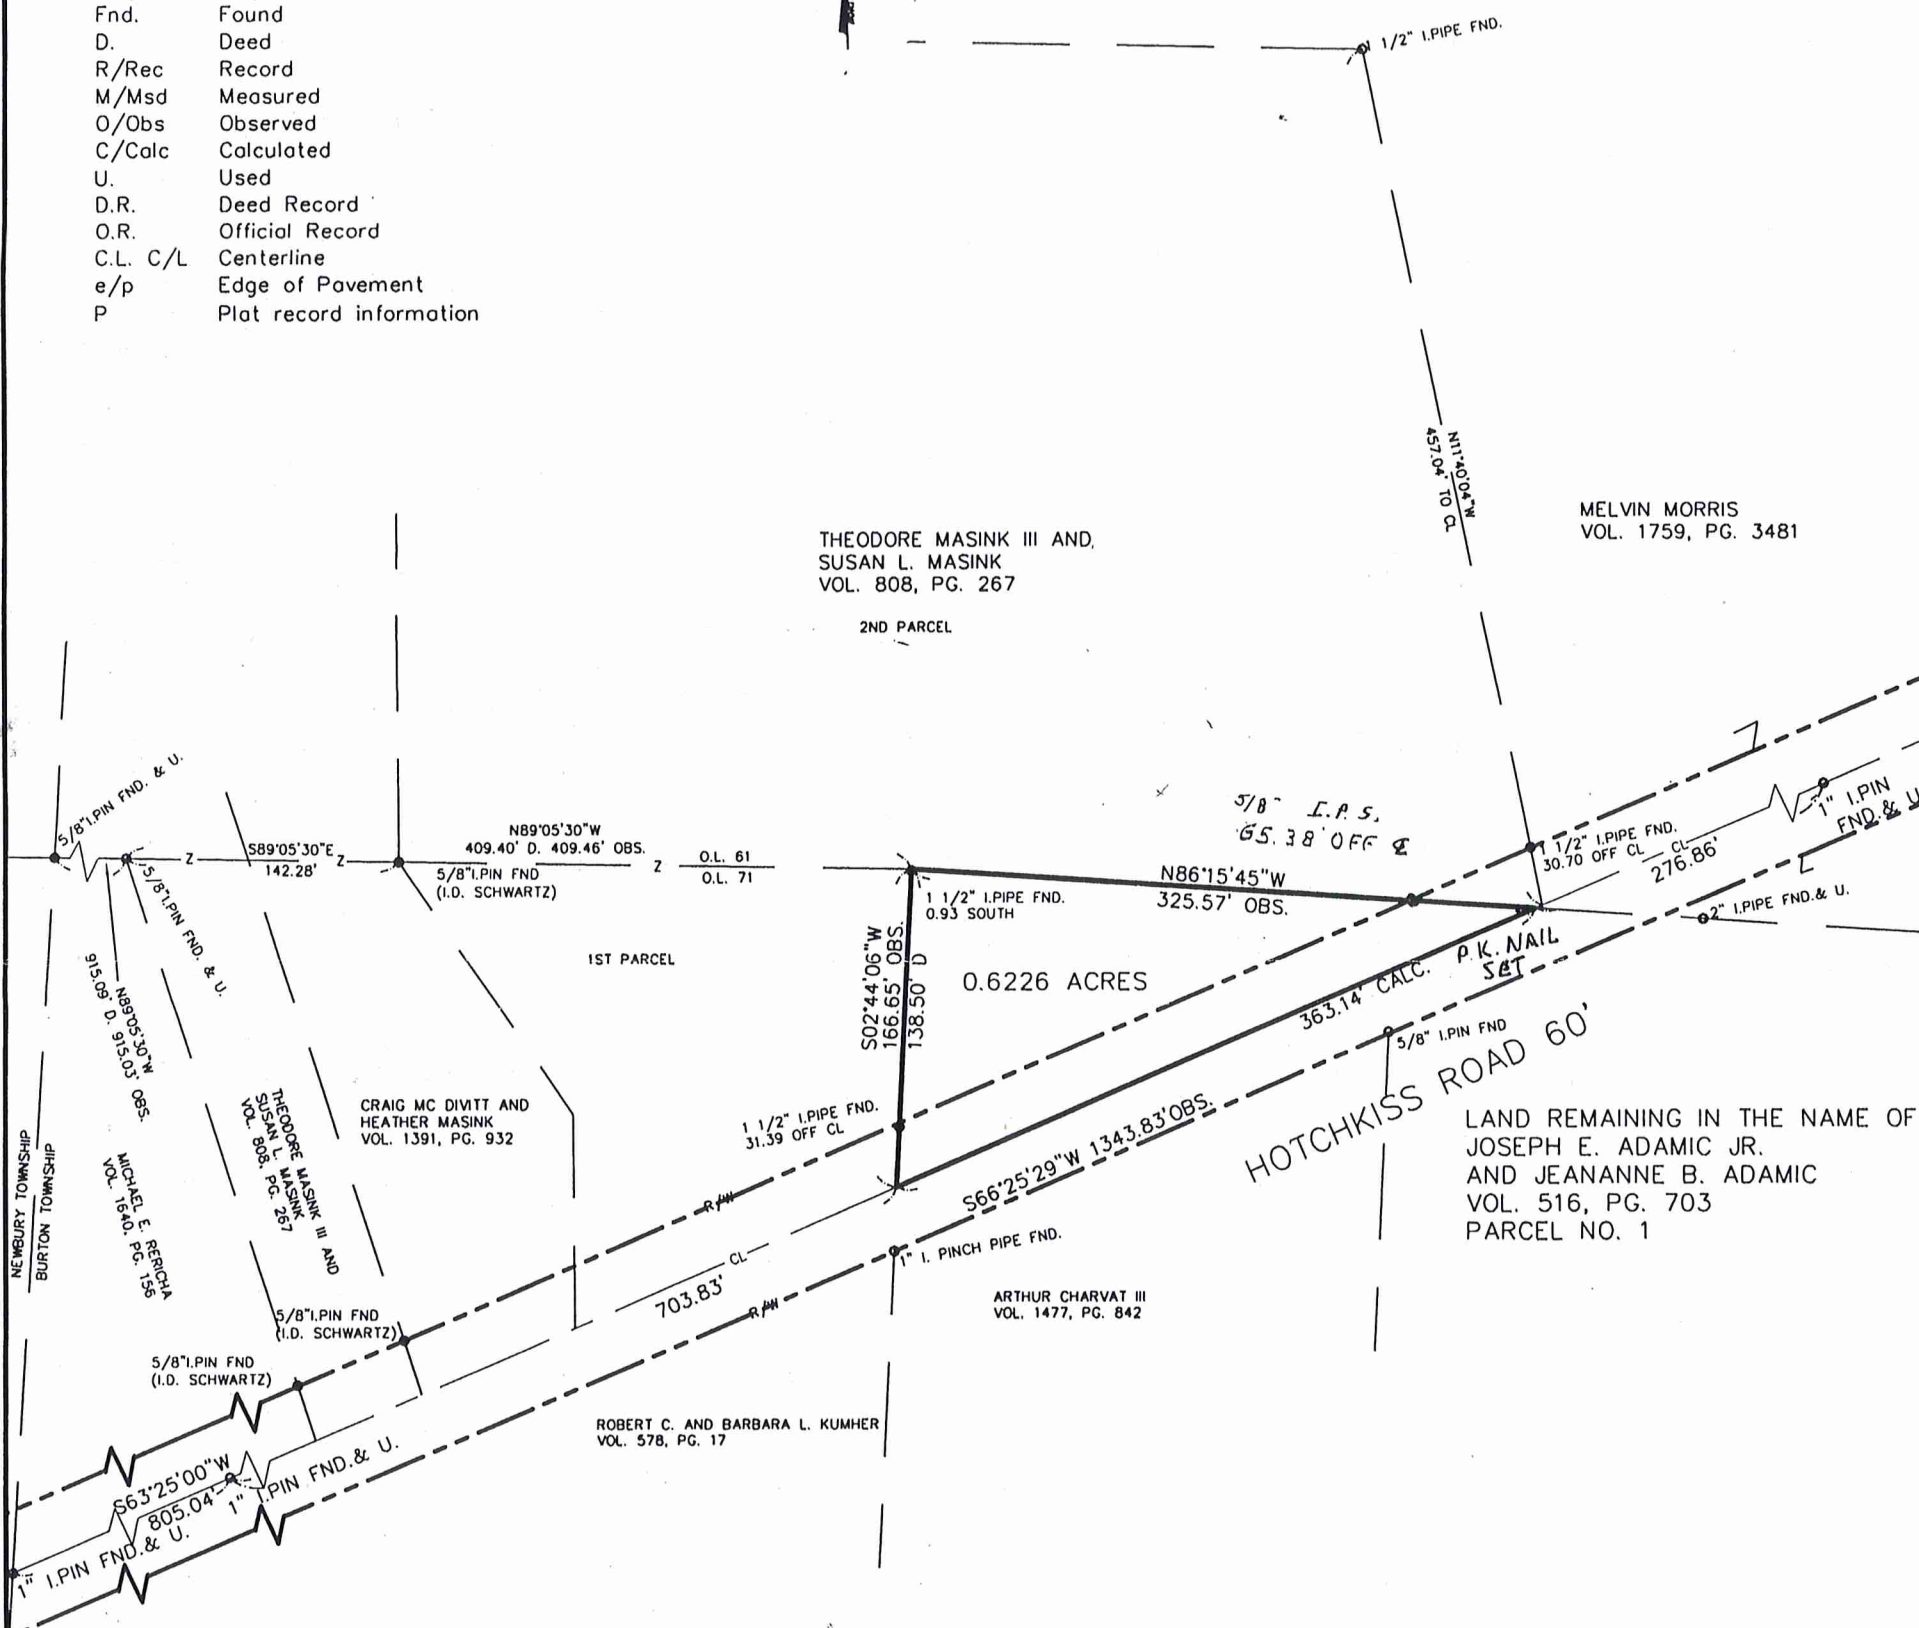 Fnd. Found
D. Deed
R/Rec Record
M/Msd Measured
O/Obs Observed
C/Calc Calculated
U. Used
D.R. Deed Record
O.R. Official Record
C.L. C/L Centerline
e/p Edge of Pavement
P Plat record information
1/2" I.PIPE FND.
N11°40'04"W
457.04' TO CL
MELVIN MORRIS
VOL. 1759, PG. 3481
THEODORE MASINK III AND,
SUSAN L. MASINK
VOL. 808, PG. 267
2ND PARCEL
5/8"I.PIN FND. & U.
5/8"I.PIN FND. & U.
Z
S89°05'30"E
142.28'
Z
N89°05'30"W
409.40' D. 409.46' OBS.
5/8"I.PIN FND
(I.D. SCHWARTZ)
Z
O.L. 61
O.L. 71
5/8" I.P.S.
65.38' OFF ℄
1 1/2" I.PIPE FND.
0.93 SOUTH
N86°15'45"W
325.57' OBS.
1 1/2" I.PIPE FND.
30.70 OFF CL
CL
276.86'
1" I.PIN
FND.& U
2" I.PIPE FND.& U.
1ST PARCEL
S02°44'06"W
166.65' OBS.
138.50' D
0.6226 ACRES
363.14' CALC.
P.K. NAIL
SET
5/8" I.PIN FND
HOTCHKISS ROAD 60'
N89°05'30"W
915.09' D. 915.03' OBS.
NEWBURY TOWNSHIP
BURTON TOWNSHIP
MICHAEL E. RERICHA
VOL. 1640, PG. 156
THEODORE MASINK III AND
SUSAN L. MASINK
VOL. 808, PG. 267
CRAIG MC DIVITT AND
HEATHER MASINK
VOL. 1391, PG. 932
1 1/2" I.PIPE FND.
31.39 OFF CL
S66°25'29"W 1343.83'OBS.
R/W
CL
703.83'
R/W
1" I. PINCH PIPE FND.
ARTHUR CHARVAT III
VOL. 1477, PG. 842
LAND REMAINING IN THE NAME OF
JOSEPH E. ADAMIC JR.
AND JEANANNE B. ADAMIC
VOL. 516, PG. 703
PARCEL NO. 1
5/8"I.PIN FND
(I.D. SCHWARTZ)
5/8"I.PIN FND
(I.D. SCHWARTZ)
ROBERT C. AND BARBARA L. KUMHER
VOL. 578, PG. 17
S63°25'00"W
805.04'
1" I.PIN FND.& U.
1" I.PIN FND.& U.